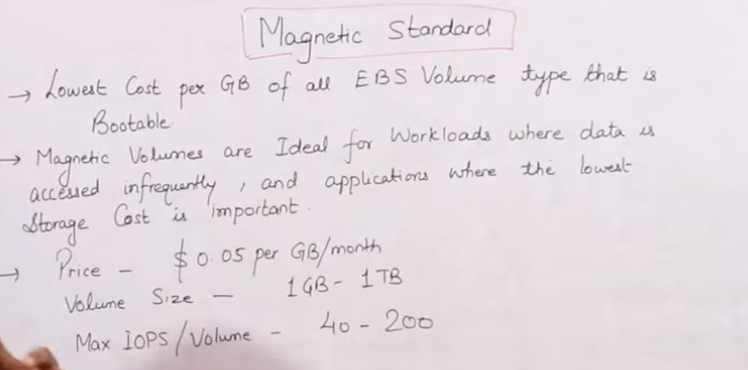 Magnetic Standard
→ Lowest Cost per GB of all EBS Volume type that is
Bootable.
→ Magnetic Volumes are Ideal for Workloads where data is
accessed infrequently, and applications where the lowest
Storage Cost is important.
→ Price - $0.05 per GB/month
Volume Size - 1GB - 1TB
Max IOPS/Volume - 40 - 200